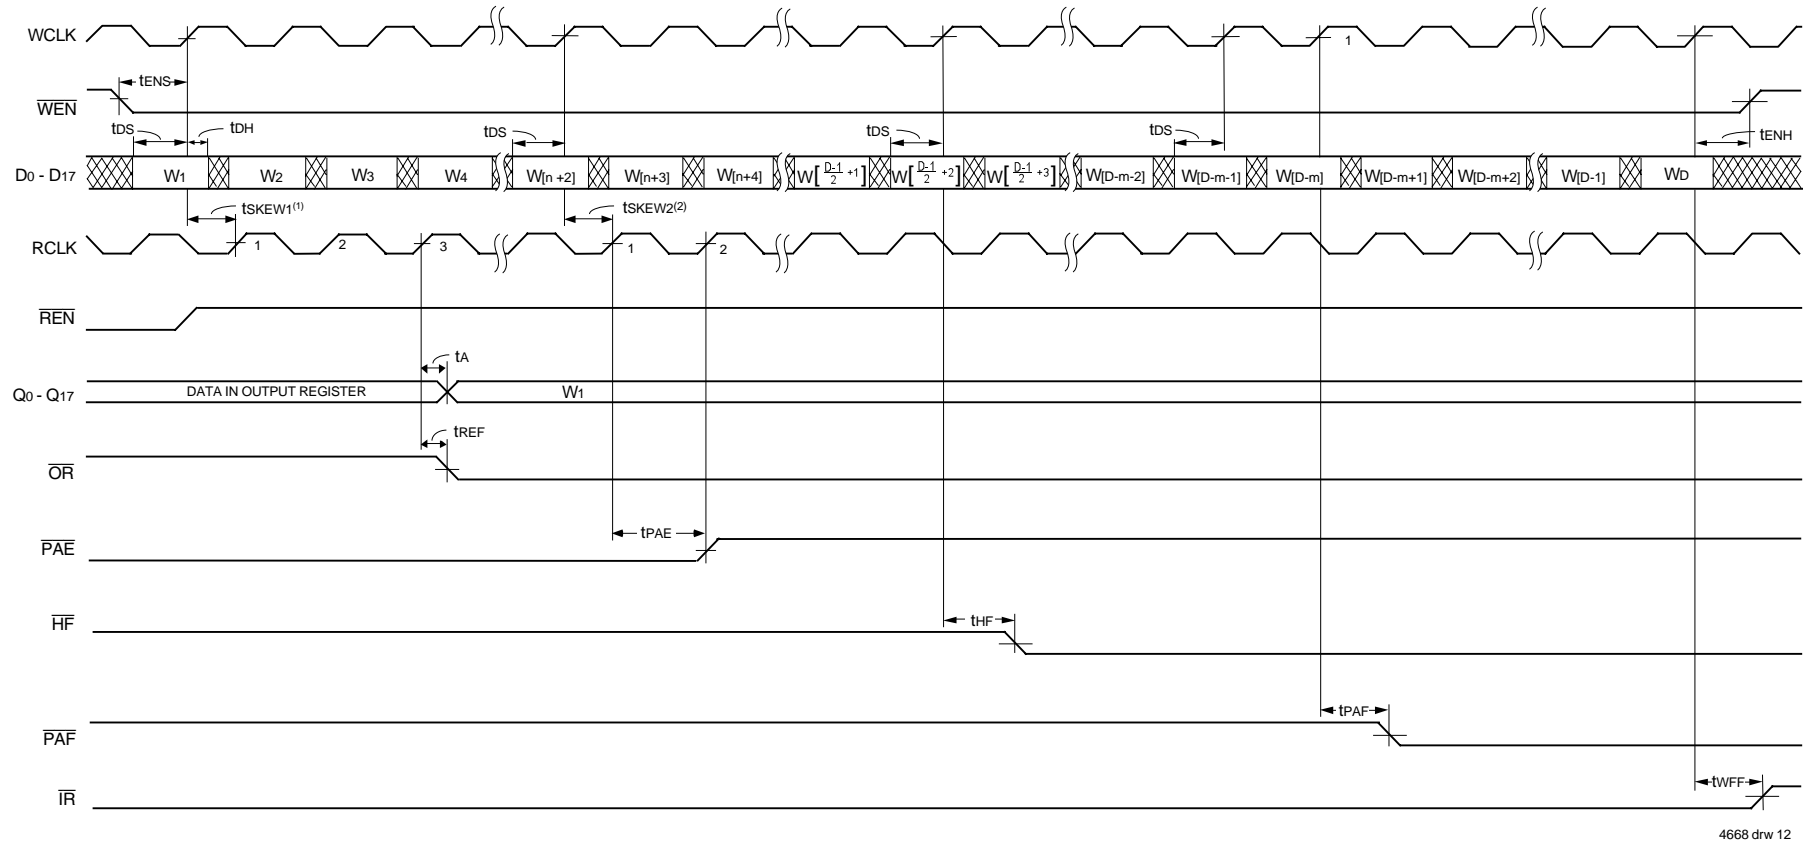 WCLK 1
tENS
WEN
tDS tDH tDS tDS tDS tENH
D0 - D17 W1 W2 W3 W4 W[n +2] W[n+3] W[n+4] W[D-1/2 +1] W[D-1/2 +2] W[D-1/2 +3] W[D-m-2] W[D-m-1] W[D-m] W[D-m+1] W[D-m+2] W[D-1] WD
tSKEW1(1) tSKEW2(2)
RCLK 1 2 3 1 2
REN
tA
Q0 - Q17 DATA IN OUTPUT REGISTER W1
tREF
OR
tPAE
PAE
HF tHF
tPAF
PAF
tWFF
IR
4668 drw 12